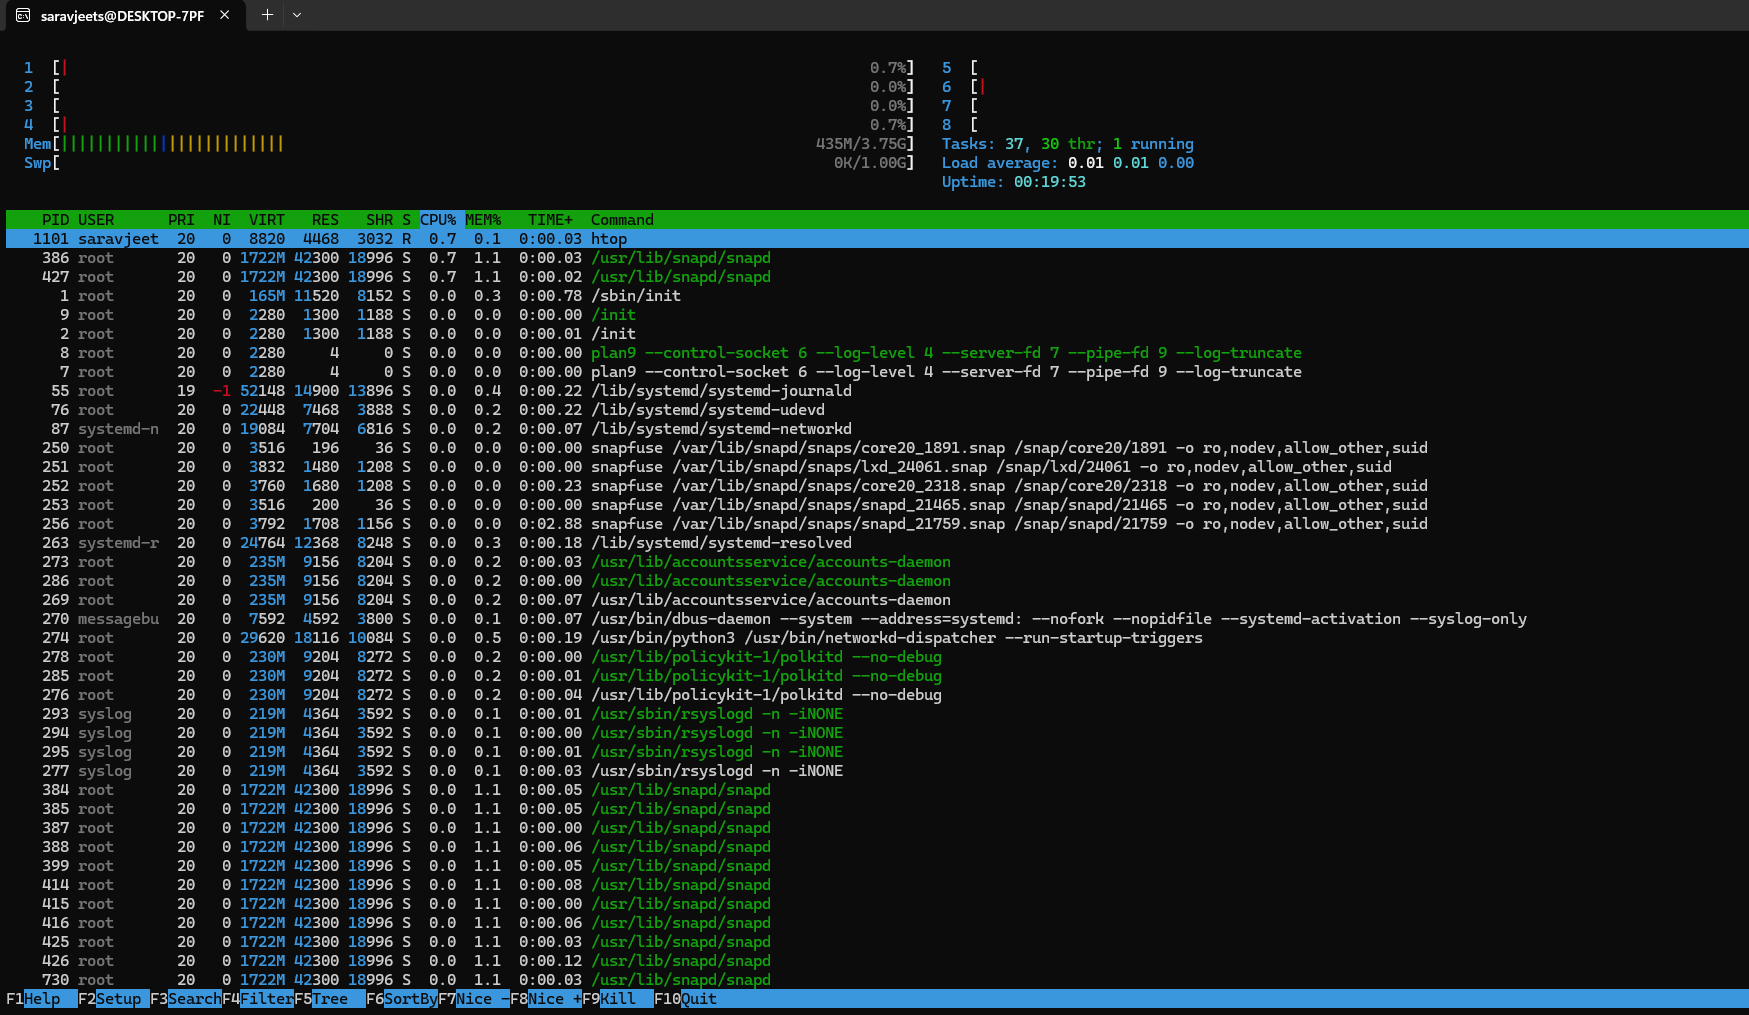 saravjeets@DESKTOP-7PF × + ⌄
1 [| 0.7%] 5 [
2 [ 0.0%] 6 [|
3 [ 0.0%] 7 [
4 [| 0.7%] 8 [
Mem[||||||||||||||||||||||||| 435M/3.75G] Tasks: 37, 30 thr; 1 running
Swp[ 0K/1.00G] Load average: 0.01 0.01 0.00
Uptime: 00:19:53
PID USER PRI NI VIRT RES SHR S CPU% MEM% TIME+ Command
1101 saravjeet 20 0 8820 4468 3032 R 0.7 0.1 0:00.03 htop
386 root 20 0 1722M 42300 18996 S 0.7 1.1 0:00.03 /usr/lib/snapd/snapd
427 root 20 0 1722M 42300 18996 S 0.7 1.1 0:00.02 /usr/lib/snapd/snapd
1 root 20 0 165M 11520 8152 S 0.0 0.3 0:00.78 /sbin/init
9 root 20 0 2280 1300 1188 S 0.0 0.0 0:00.00 /init
2 root 20 0 2280 1300 1188 S 0.0 0.0 0:00.01 /init
8 root 20 0 2280 4 0 S 0.0 0.0 0:00.00 plan9 --control-socket 6 --log-level 4 --server-fd 7 --pipe-fd 9 --log-truncate
7 root 20 0 2280 4 0 S 0.0 0.0 0:00.00 plan9 --control-socket 6 --log-level 4 --server-fd 7 --pipe-fd 9 --log-truncate
55 root 19 -1 52148 14900 13896 S 0.0 0.4 0:00.22 /lib/systemd/systemd-journald
76 root 20 0 22448 7468 3888 S 0.0 0.2 0:00.22 /lib/systemd/systemd-udevd
87 systemd-n 20 0 19084 7704 6816 S 0.0 0.2 0:00.07 /lib/systemd/systemd-networkd
250 root 20 0 3516 196 36 S 0.0 0.0 0:00.00 snapfuse /var/lib/snapd/snaps/core20_1891.snap /snap/core20/1891 -o ro,nodev,allow_other,suid
251 root 20 0 3832 1480 1208 S 0.0 0.0 0:00.00 snapfuse /var/lib/snapd/snaps/lxd_24061.snap /snap/lxd/24061 -o ro,nodev,allow_other,suid
252 root 20 0 3760 1680 1208 S 0.0 0.0 0:00.23 snapfuse /var/lib/snapd/snaps/core20_2318.snap /snap/core20/2318 -o ro,nodev,allow_other,suid
253 root 20 0 3516 200 36 S 0.0 0.0 0:00.00 snapfuse /var/lib/snapd/snaps/snapd_21465.snap /snap/snapd/21465 -o ro,nodev,allow_other,suid
256 root 20 0 3792 1708 1156 S 0.0 0.0 0:02.88 snapfuse /var/lib/snapd/snaps/snapd_21759.snap /snap/snapd/21759 -o ro,nodev,allow_other,suid
263 systemd-r 20 0 24764 12368 8248 S 0.0 0.3 0:00.18 /lib/systemd/systemd-resolved
273 root 20 0 235M 9156 8204 S 0.0 0.2 0:00.03 /usr/lib/accountsservice/accounts-daemon
286 root 20 0 235M 9156 8204 S 0.0 0.2 0:00.00 /usr/lib/accountsservice/accounts-daemon
269 root 20 0 235M 9156 8204 S 0.0 0.2 0:00.07 /usr/lib/accountsservice/accounts-daemon
270 messagebu 20 0 7592 4592 3800 S 0.0 0.1 0:00.07 /usr/bin/dbus-daemon --system --address=systemd: --nofork --nopidfile --systemd-activation --syslog-only
274 root 20 0 29620 18116 10084 S 0.0 0.5 0:00.19 /usr/bin/python3 /usr/bin/networkd-dispatcher --run-startup-triggers
278 root 20 0 230M 9204 8272 S 0.0 0.2 0:00.00 /usr/lib/policykit-1/polkitd --no-debug
285 root 20 0 230M 9204 8272 S 0.0 0.2 0:00.01 /usr/lib/policykit-1/polkitd --no-debug
276 root 20 0 230M 9204 8272 S 0.0 0.2 0:00.04 /usr/lib/policykit-1/polkitd --no-debug
293 syslog 20 0 219M 4364 3592 S 0.0 0.1 0:00.01 /usr/sbin/rsyslogd -n -iNONE
294 syslog 20 0 219M 4364 3592 S 0.0 0.1 0:00.00 /usr/sbin/rsyslogd -n -iNONE
295 syslog 20 0 219M 4364 3592 S 0.0 0.1 0:00.01 /usr/sbin/rsyslogd -n -iNONE
277 syslog 20 0 219M 4364 3592 S 0.0 0.1 0:00.03 /usr/sbin/rsyslogd -n -iNONE
384 root 20 0 1722M 42300 18996 S 0.0 1.1 0:00.05 /usr/lib/snapd/snapd
385 root 20 0 1722M 42300 18996 S 0.0 1.1 0:00.05 /usr/lib/snapd/snapd
387 root 20 0 1722M 42300 18996 S 0.0 1.1 0:00.00 /usr/lib/snapd/snapd
388 root 20 0 1722M 42300 18996 S 0.0 1.1 0:00.06 /usr/lib/snapd/snapd
399 root 20 0 1722M 42300 18996 S 0.0 1.1 0:00.05 /usr/lib/snapd/snapd
414 root 20 0 1722M 42300 18996 S 0.0 1.1 0:00.08 /usr/lib/snapd/snapd
415 root 20 0 1722M 42300 18996 S 0.0 1.1 0:00.00 /usr/lib/snapd/snapd
416 root 20 0 1722M 42300 18996 S 0.0 1.1 0:00.06 /usr/lib/snapd/snapd
425 root 20 0 1722M 42300 18996 S 0.0 1.1 0:00.03 /usr/lib/snapd/snapd
426 root 20 0 1722M 42300 18996 S 0.0 1.1 0:00.12 /usr/lib/snapd/snapd
730 root 20 0 1722M 42300 18996 S 0.0 1.1 0:00.03 /usr/lib/snapd/snapd
F1Help F2Setup F3SearchF4FilterF5Tree F6SortByF7Nice -F8Nice +F9Kill F10Quit